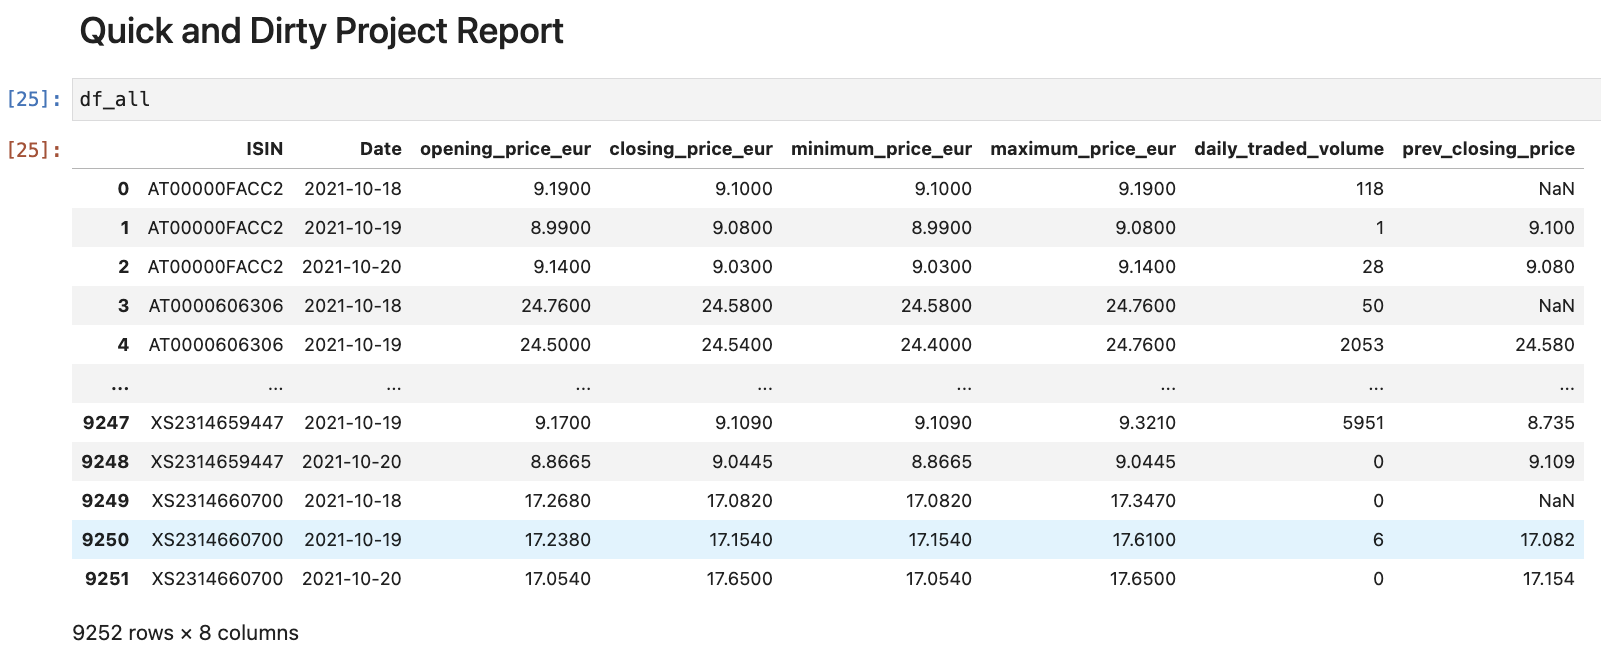 Quick and Dirty Project Report
[25]: df_all
[25]: ISIN Date opening_price_eur closing_price_eur minimum_price_eur maximum_price_eur daily_traded_volume prev_closing_price
0 AT00000FACC2 2021-10-18 9.1900 9.1000 9.1000 9.1900 118 NaN
1 AT00000FACC2 2021-10-19 8.9900 9.0800 8.9900 9.0800 1 9.100
2 AT00000FACC2 2021-10-20 9.1400 9.0300 9.0300 9.1400 28 9.080
3 AT0000606306 2021-10-18 24.7600 24.5800 24.5800 24.7600 50 NaN
4 AT0000606306 2021-10-19 24.5000 24.5400 24.4000 24.7600 2053 24.580
... ... ... ... ... ... ... ... ...
9247 XS2314659447 2021-10-19 9.1700 9.1090 9.1090 9.3210 5951 8.735
9248 XS2314659447 2021-10-20 8.8665 9.0445 8.8665 9.0445 0 9.109
9249 XS2314660700 2021-10-18 17.2680 17.0820 17.0820 17.3470 0 NaN
9250 XS2314660700 2021-10-19 17.2380 17.1540 17.1540 17.6100 6 17.082
9251 XS2314660700 2021-10-20 17.0540 17.6500 17.0540 17.6500 0 17.154
9252 rows × 8 columns